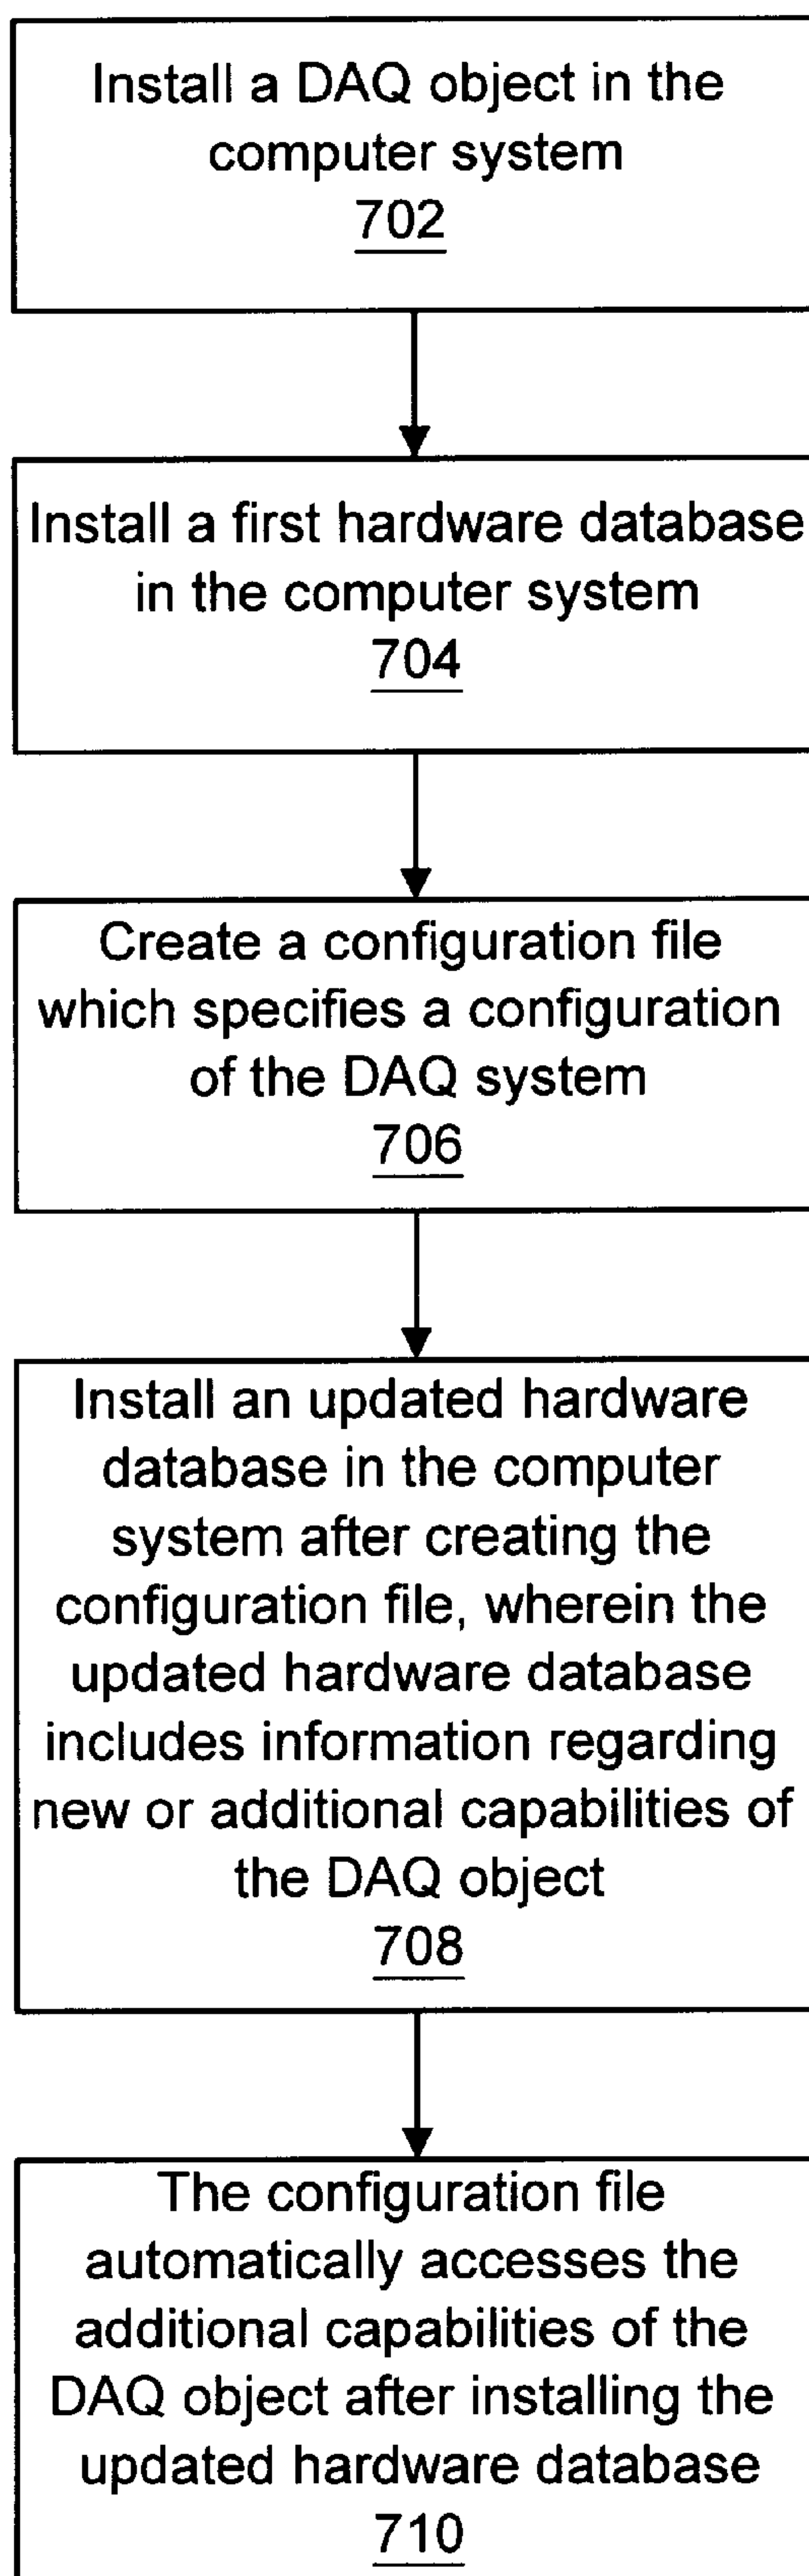 Install a DAQ object in the
computer system
702
Install a first hardware database
in the computer system
704
Create a configuration file
which specifies a configuration
of the DAQ system
706
Install an updated hardware
database in the computer
system after creating the
configuration file, wherein the
updated hardware database
includes information regarding
new or additional capabilities of
the DAQ object
708
The configuration file
automatically accesses the
additional capabilities of the
DAQ object after installing the
updated hardware database
710